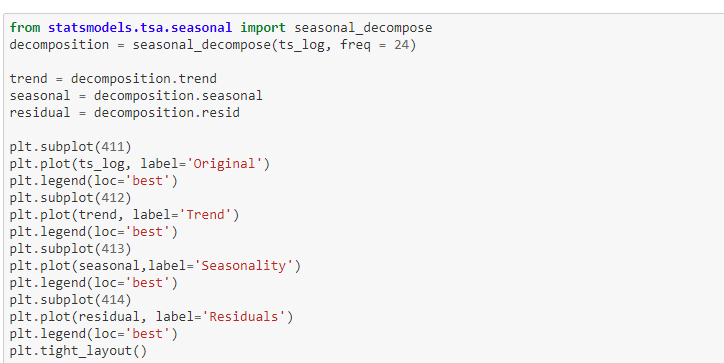 from statsmodels.tsa.seasonal import seasonal_decompose
decomposition = seasonal_decompose(ts_log, freq = 24)
trend = decomposition.trend
seasonal = decomposition.seasonal
residual = decomposition.resid
plt.subplot(411)
plt.plot(ts_log, label='Original')
plt.legend(loc='best')
plt.subplot(412)
plt.plot(trend, label='Trend')
plt.legend(loc='best')
plt.subplot(413)
plt.plot(seasonal,label='Seasonality')
plt.legend(loc='best')
plt.subplot(414)
plt.plot(residual, label='Residuals')
plt.legend(loc='best')
plt.tight_layout()